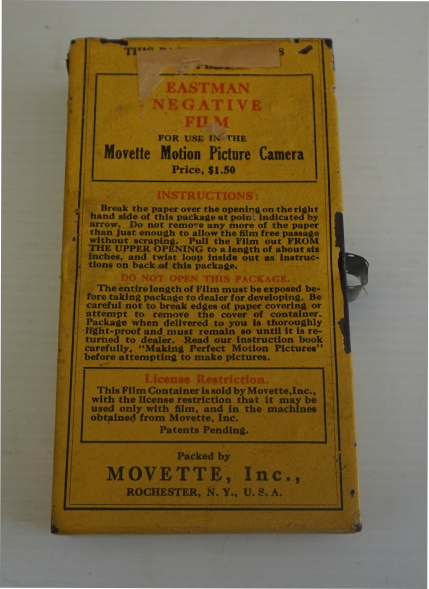 THIS
EASTMAN
NEGATIVE
FILM
FOR USE IN THE
Movette Motion Picture Camera
Price, $1.50
INSTRUCTIONS:
Break the paper over the opening on the right
hand side of this package at point indicated by
arrow. Do not remove any more of the paper
than just enough to allow the film free passage
without scraping. Pull the Film out FROM
THE UPPER OPENING to a length of about six
inches, and twist loop inside out as instruc-
tions on back of this package.
DO NOT OPEN THIS PACKAGE.
The entire length of Film must be exposed be-
fore taking package to dealer for developing. Be
careful not to break edges of paper covering or
attempt to remove the cover of container.
Package when delivered to you is thoroughly
light-proof and must remain so until it is re-
turned to dealer. Read our instruction book
carefully, "Making Perfect Motion Pictures"
before attempting to make pictures.
License Restriction.
This Film Container is sold by Movette, Inc.,
with the license restriction that it may be
used only with film, and in the machines
obtained from Movette, Inc.
Patents Pending.
Packed by
MOVETTE, Inc.,
ROCHESTER, N. Y., U. S. A.